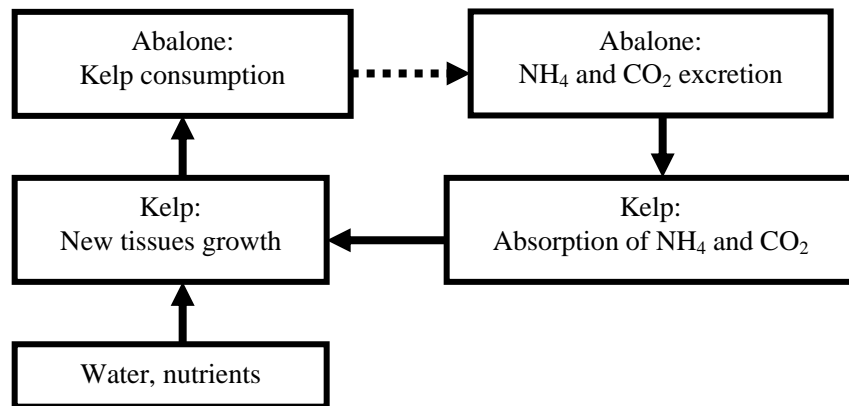 Abalone:
Kelp consumption
Abalone:
NH₄ and CO₂ excretion
Kelp:
New tissues growth
Kelp:
Absorption of NH₄ and CO₂
Water, nutrients